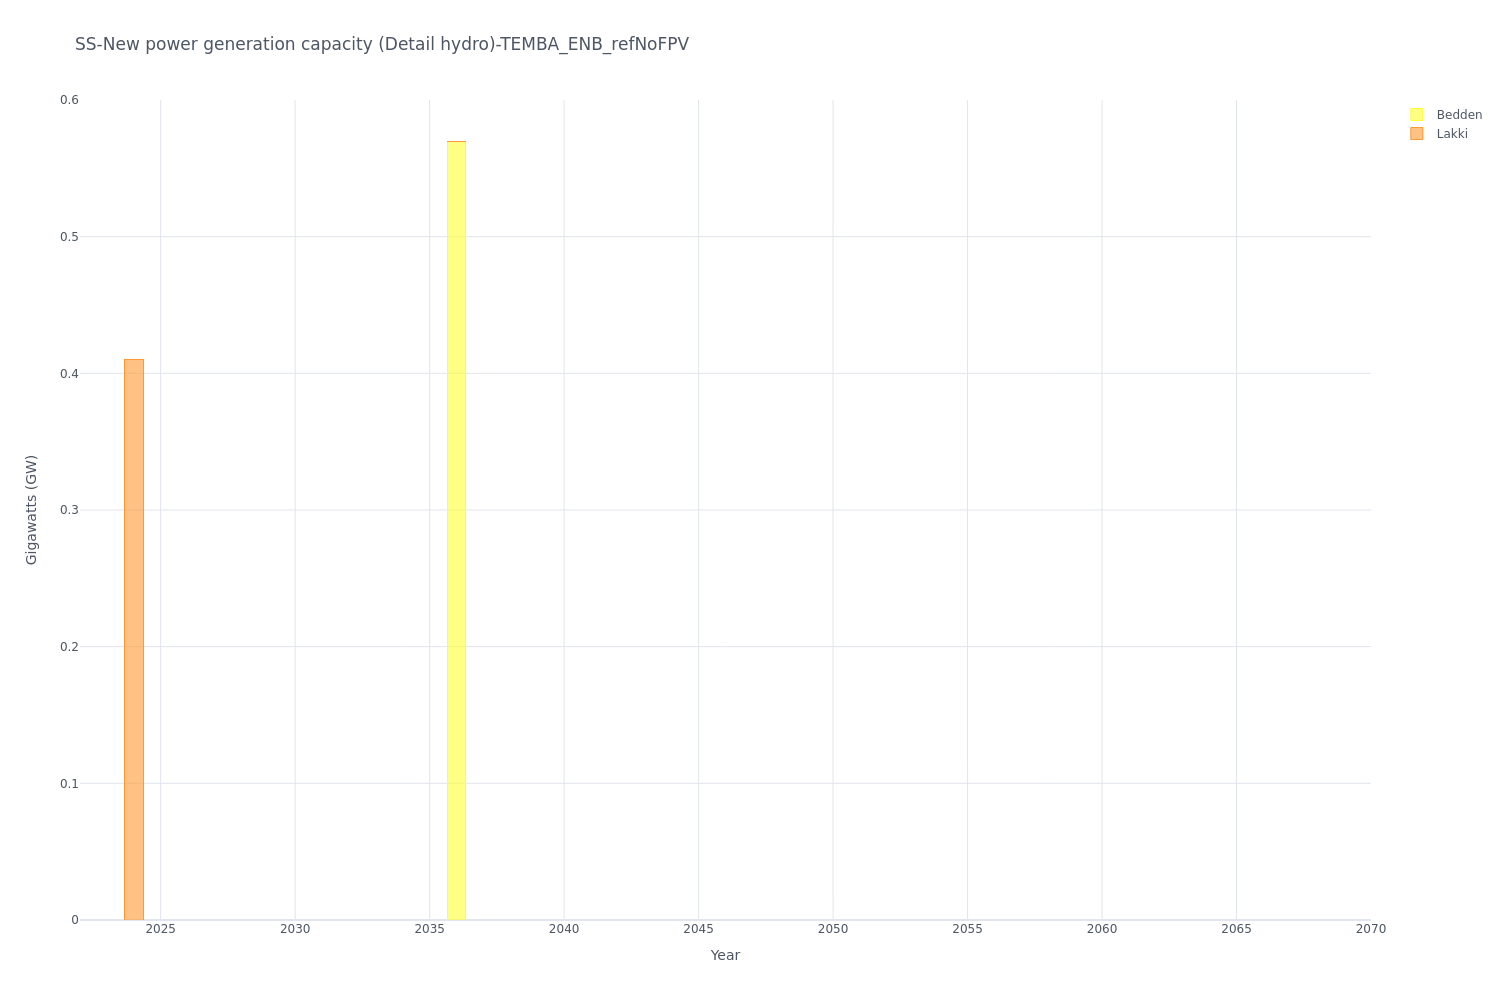 SS-New power generation capacity (Detail hydro)-TEMBA_ENB_refNoFPV
Bedden
Lakki
0.6
0.5
0.4
0.3
0.2
0.1
0
Gigawatts (GW)
2025 2030 2035 2040 2045 2050 2055 2060 2065 2070
Year